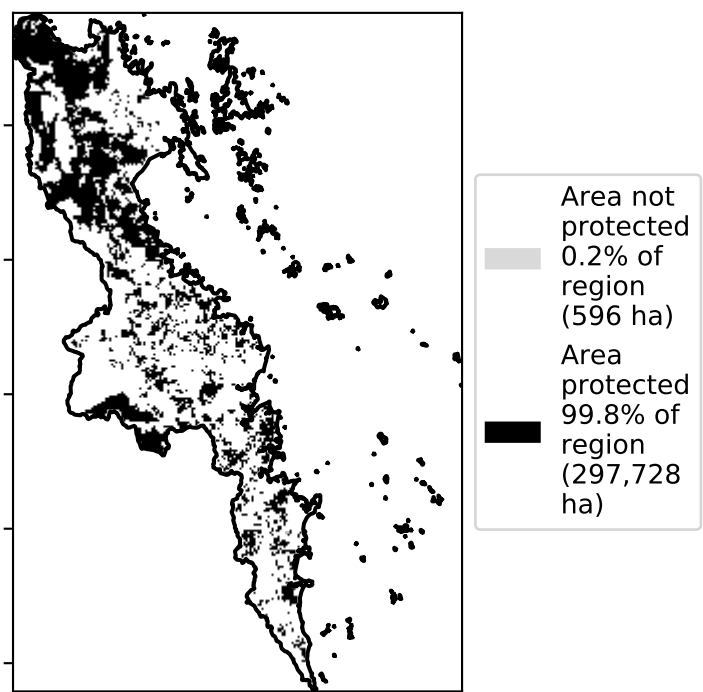 Area not
protected
0.2% of
region
(596 ha)
Area
protected
99.8% of
region
(297,728
ha)